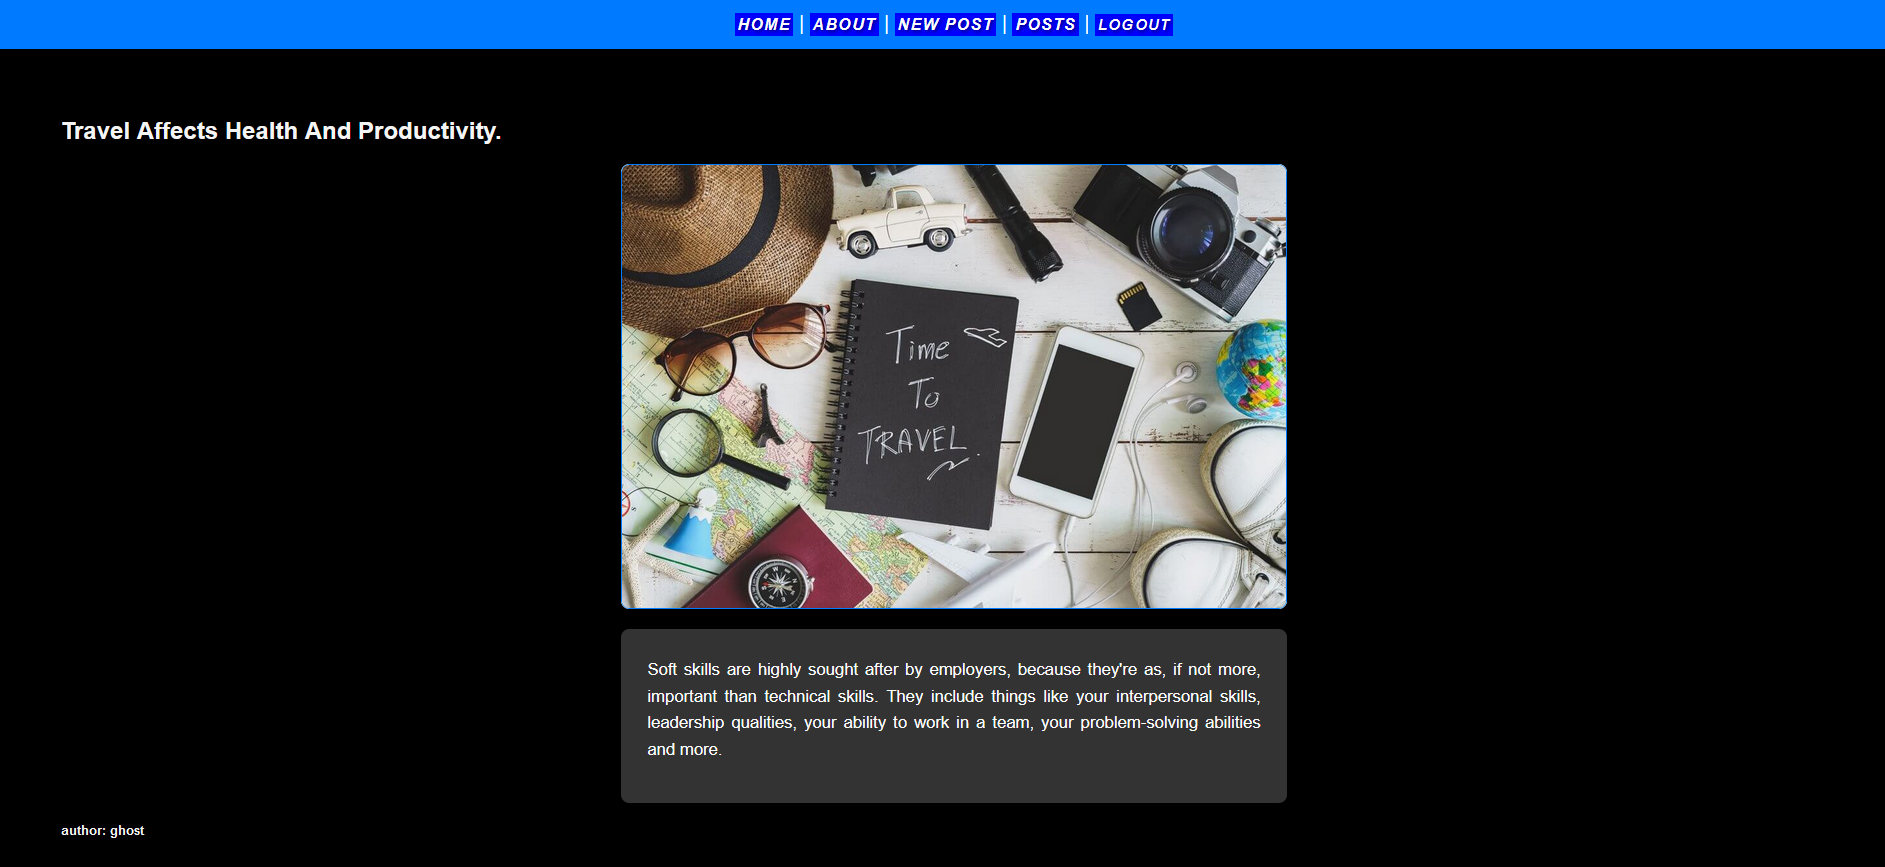 HOME | ABOUT | NEW POST | POSTS | LOGOUT
Travel Affects Health And Productivity.
Time
To
TRAVEL.
Soft skills are highly sought after by employers, because they're as, if not more,
important than technical skills. They include things like your interpersonal skills,
leadership qualities, your ability to work in a team, your problem-solving abilities
and more.
author: ghost